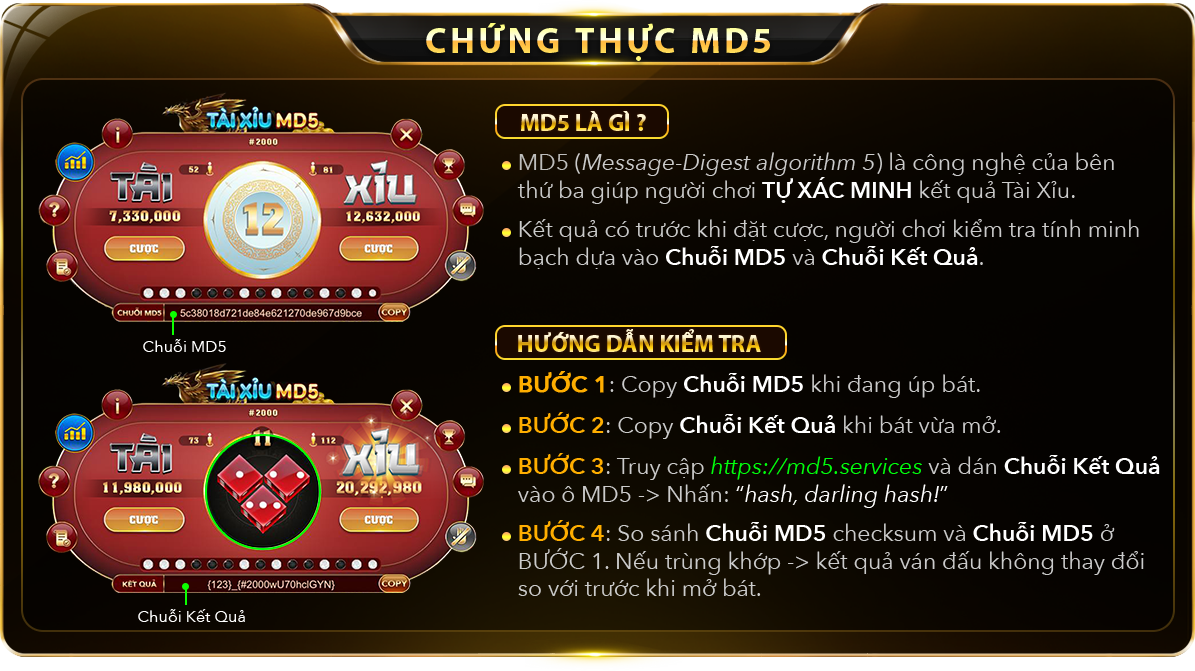 CHỨNG THỰC MD5
TÀI XỈU MD5
#2000
TÀI
52
81
XỈU
7,330,000
12
12,632,000
CƯỢC
CƯỢC
CHUỖI MD5
5c38018d721de84e621270de967d9bce
COPY
Chuỗi MD5
TÀI XỈU MD5
#2000
TÀI
73
11
112
XỈU
11,980,000
20,292,980
CƯỢC
CƯỢC
KẾT QUẢ
{123}_{#2000wU70hclGYN}
COPY
Chuỗi Kết Quả
MD5 LÀ GÌ ?
MD5 (Message-Digest algorithm 5) là công nghệ của bên
thứ ba giúp người chơi TỰ XÁC MINH kết quả Tài Xỉu.
Kết quả có trước khi đặt cược, người chơi kiểm tra tính minh
bạch dựa vào Chuỗi MD5 và Chuỗi Kết Quả.
HƯỚNG DẪN KIỂM TRA
BƯỚC 1: Copy Chuỗi MD5 khi đang úp bát.
BƯỚC 2: Copy Chuỗi Kết Quả khi bát vừa mở.
BƯỚC 3: Truy cập https://md5.services và dán Chuỗi Kết Quả
vào ô MD5 -> Nhấn: “hash, darling hash!”
BƯỚC 4: So sánh Chuỗi MD5 checksum và Chuỗi MD5 ở
BƯỚC 1. Nếu trùng khớp -> kết quả ván đấu không thay đổi
so với trước khi mở bát.